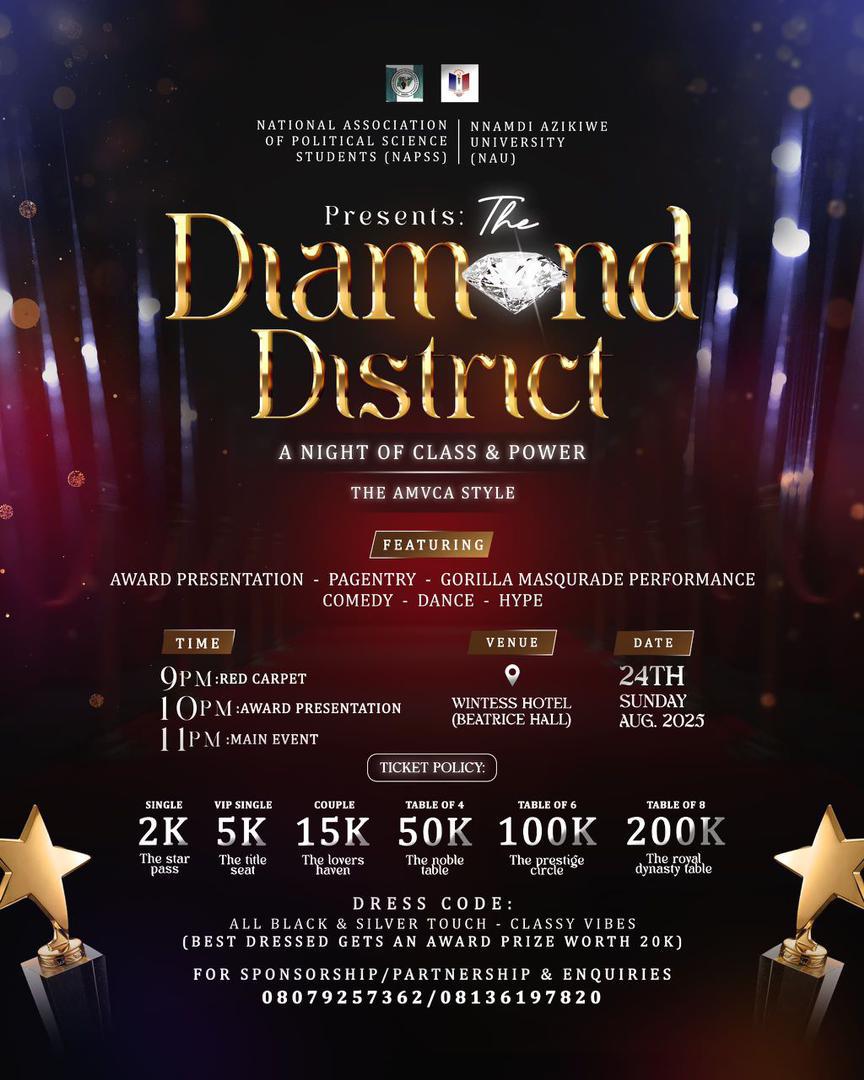 NATIONAL ASSOCIATION
OF POLITICAL SCIENCE
STUDENTS (NAPSS)
NNAMDI AZIKIWE
UNIVERSITY
(NAU)
Presents: The
Diamond
District
A NIGHT OF CLASS & POWER
THE AMVCA STYLE
FEATURING
AWARD PRESENTATION - PAGENTRY - GORILLA MASQURADE PERFORMANCE
COMEDY - DANCE - HYPE
TIME
9PM :RED CARPET
10PM :AWARD PRESENTATION
11PM :MAIN EVENT
VENUE
WINTESS HOTEL
(BEATRICE HALL)
DATE
24TH
SUNDAY
AUG. 2025
TICKET POLICY:
SINGLE
2K
The star
pass
VIP SINGLE
5K
The title
seat
COUPLE
15K
The lovers
haven
TABLE OF 4
50K
The noble
table
TABLE OF 6
100K
The prestige
circle
TABLE OF 8
200K
The royal
dynasty table
DRESS CODE:
ALL BLACK & SILVER TOUCH - CLASSY VIBES
(BEST DRESSED GETS AN AWARD PRIZE WORTH 20K)
FOR SPONSORSHIP/PARTNERSHIP & ENQUIRIES
08079257362/08136197820